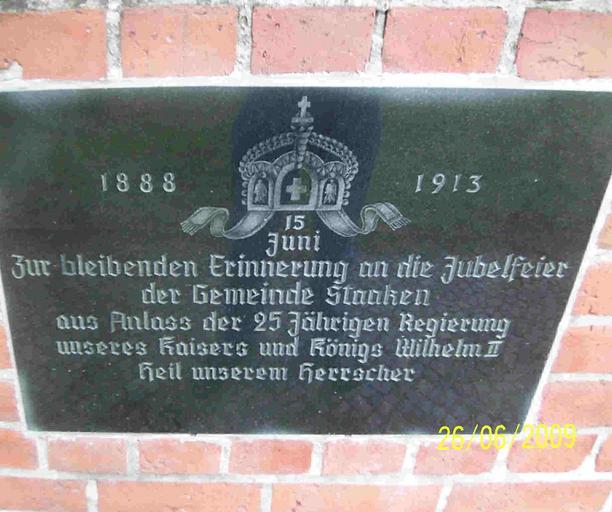 1888 1913
15
Juni
Zur bleibenden Erinnerung an die Jubelfeier
der Gemeinde Staaken
aus Anlass der 25 Jährigen Regierung
unseres Kaisers und Königs Wilhelm II
Heil unserem Herrscher
26/06/2009